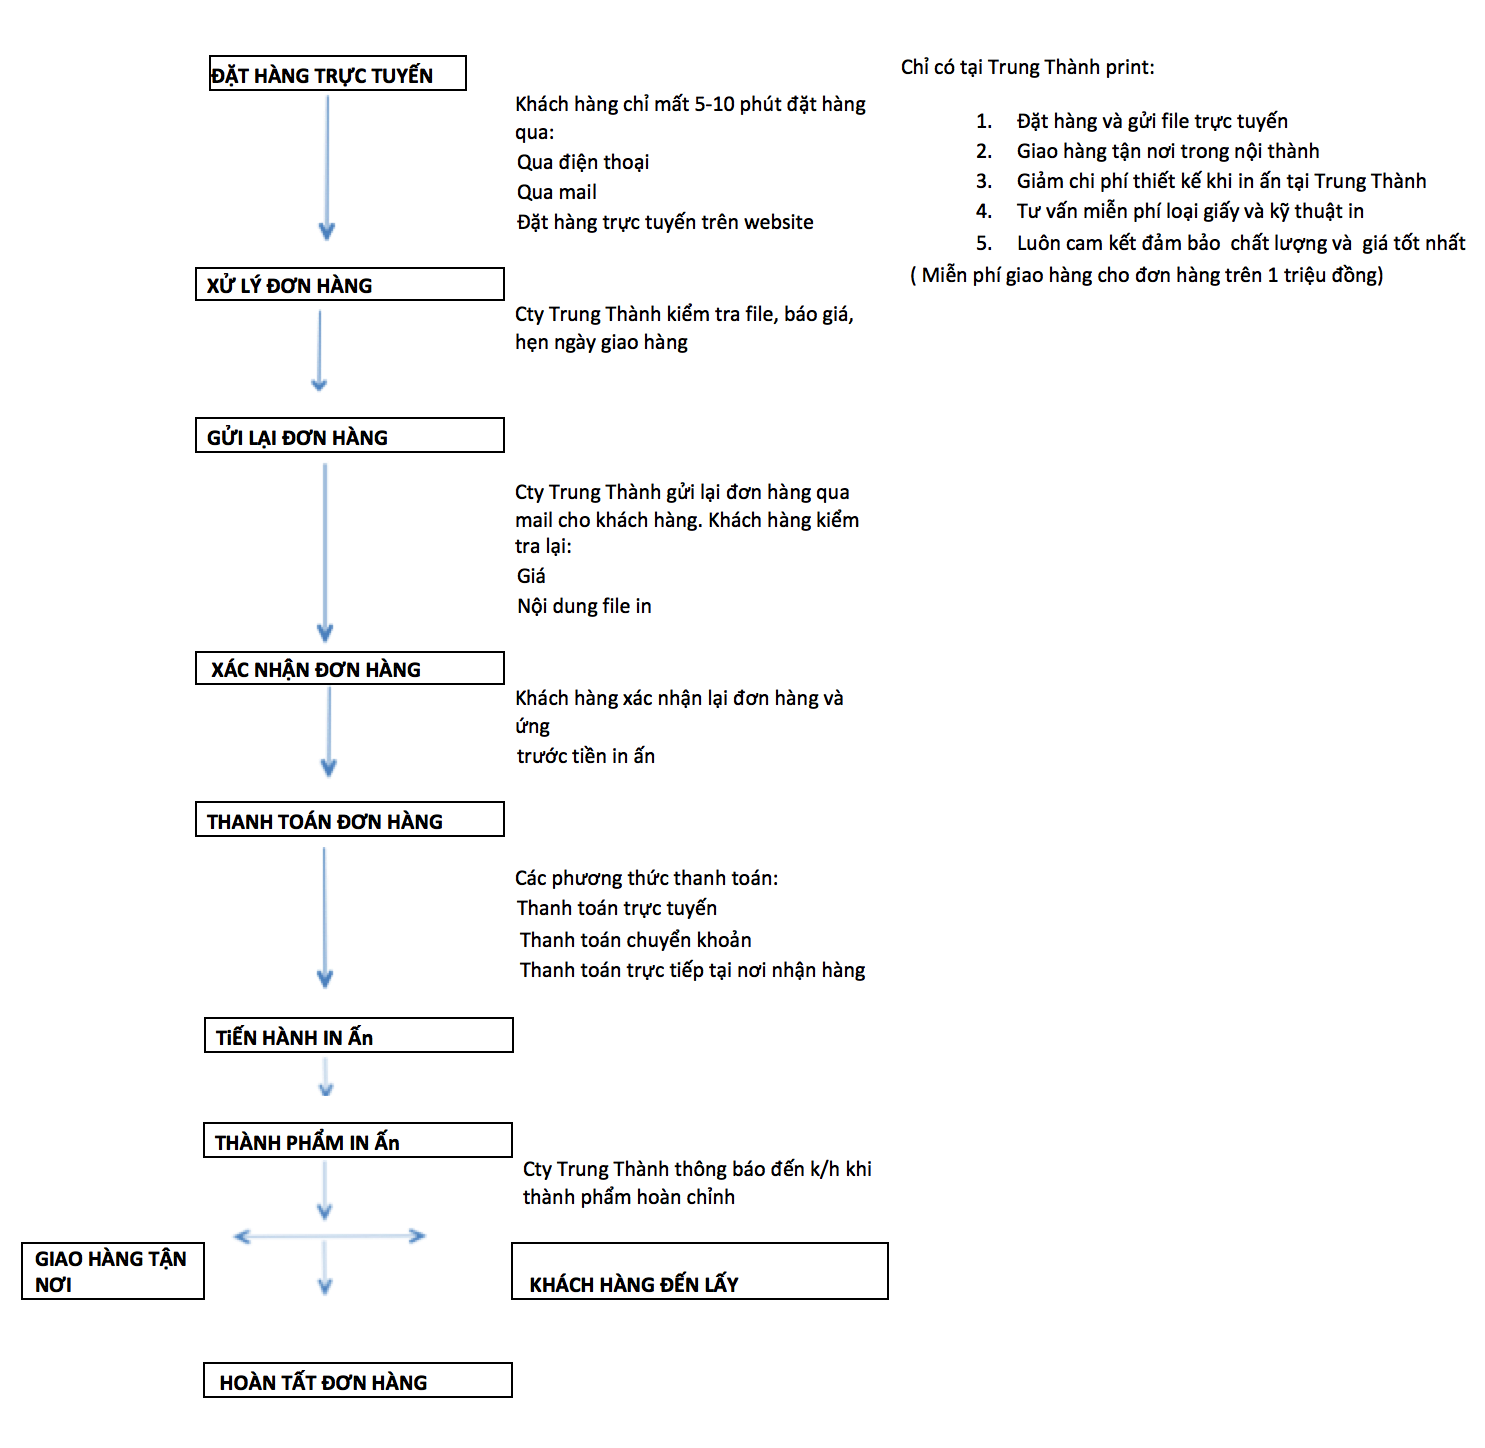 ĐẶT HÀNG TRỰC TUYẾN
Khách hàng chỉ mất 5-10 phút đặt hàng
qua:
Qua điện thoại
Qua mail
Đặt hàng trực tuyến trên website
Chỉ có tại Trung Thành print:
1. Đặt hàng và gửi file trực tuyến
2. Giao hàng tận nơi trong nội thành
3. Giảm chi phí thiết kế khi in ấn tại Trung Thành
4. Tư vấn miễn phí loại giấy và kỹ thuật in
5. Luôn cam kết đảm bảo  chất lượng và  giá tốt nhất
( Miễn phí giao hàng cho đơn hàng trên 1 triệu đồng)
XỬ LÝ ĐƠN HÀNG
Cty Trung Thành kiểm tra file, báo giá,
hẹn ngày giao hàng
GỬI LẠI ĐƠN HÀNG
Cty Trung Thành gửi lại đơn hàng qua
mail cho khách hàng. Khách hàng kiểm
tra lại:
Giá
Nội dung file in
XÁC NHẬN ĐƠN HÀNG
Khách hàng xác nhận lại đơn hàng và
ứng
trước tiền in ấn
THANH TOÁN ĐƠN HÀNG
Các phương thức thanh toán:
Thanh toán trực tuyến
Thanh toán chuyển khoản
Thanh toán trực tiếp tại nơi nhận hàng
TiẾN HÀNH IN Ấn
THÀNH PHẨM IN Ấn
Cty Trung Thành thông báo đến k/h khi
thành phẩm hoàn chỉnh
GIAO HÀNG TẬN
NƠI
KHÁCH HÀNG ĐẾN LẤY
HOÀN TẤT ĐƠN HÀNG